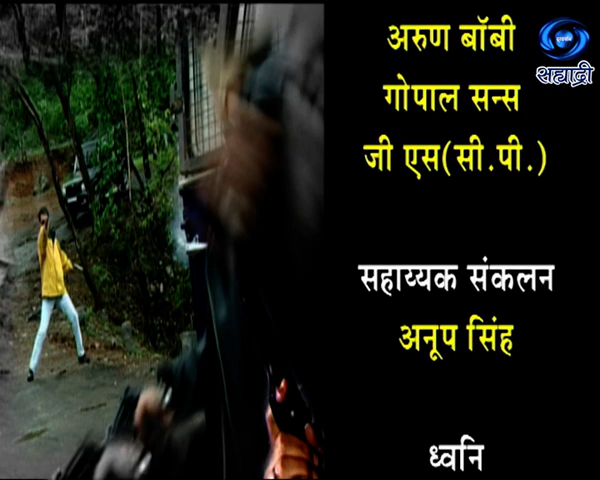 अरुण बॉबी
गोपाल सन्स
जी एस(सी.पी.)
सह्याद्री
सहाय्यक संकलन
अनूप सिंह
ध्वनि